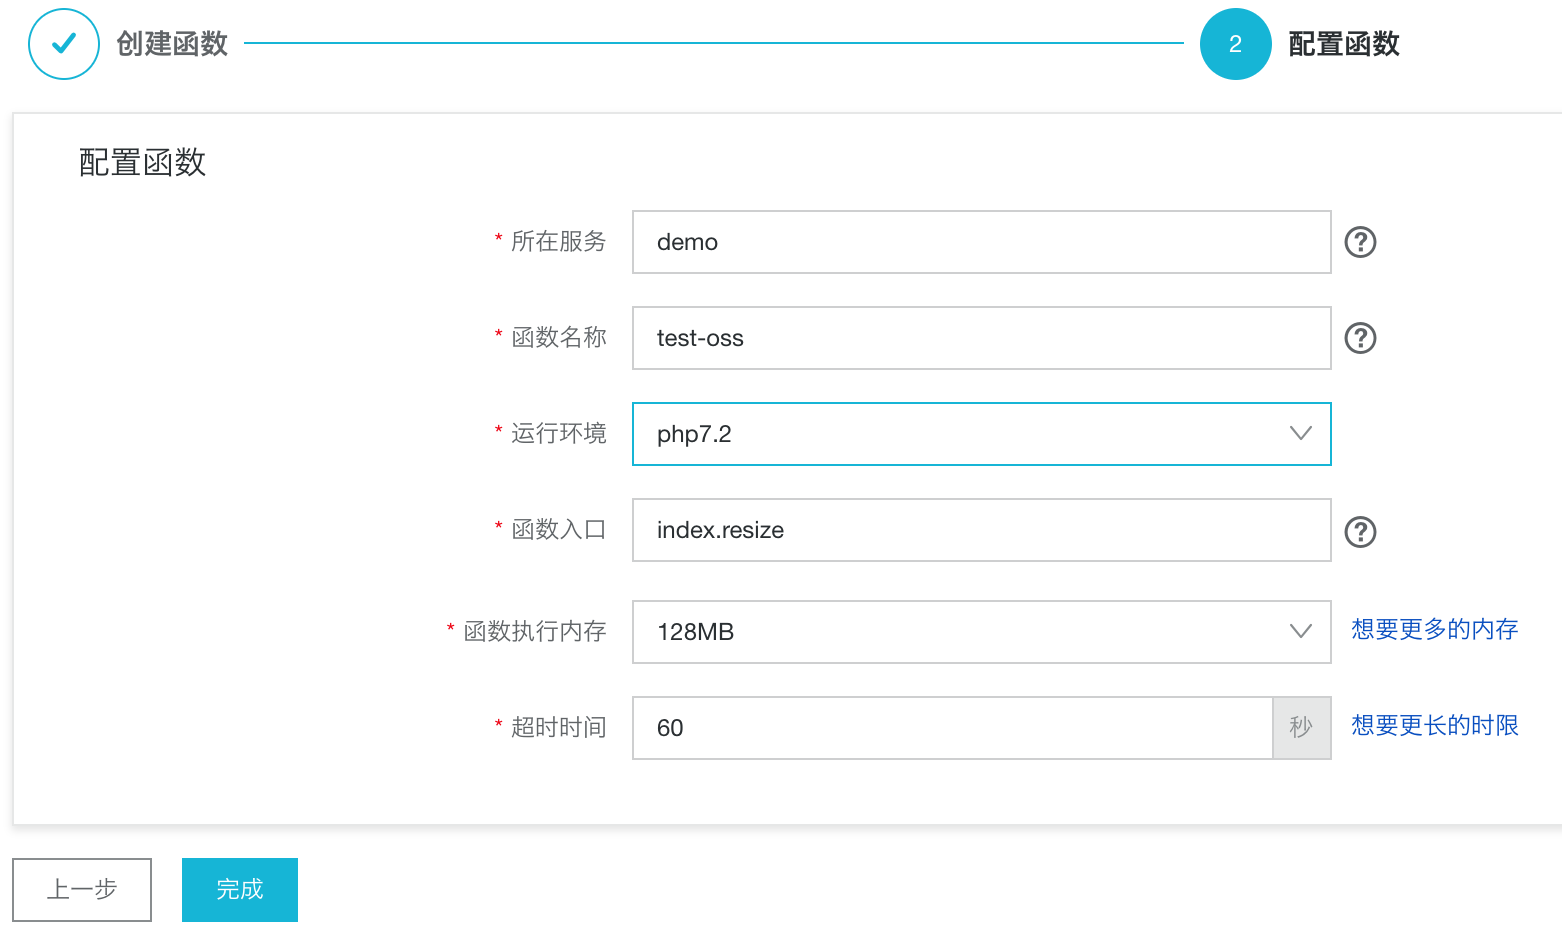 创建函数
2 配置函数
配置函数
* 所在服务 demo
* 函数名称 test-oss
* 运行环境 php7.2
* 函数入口 index.resize
* 函数执行内存 128MB 想要更多的内存
* 超时时间 60 秒 想要更长的时限
上一步 完成